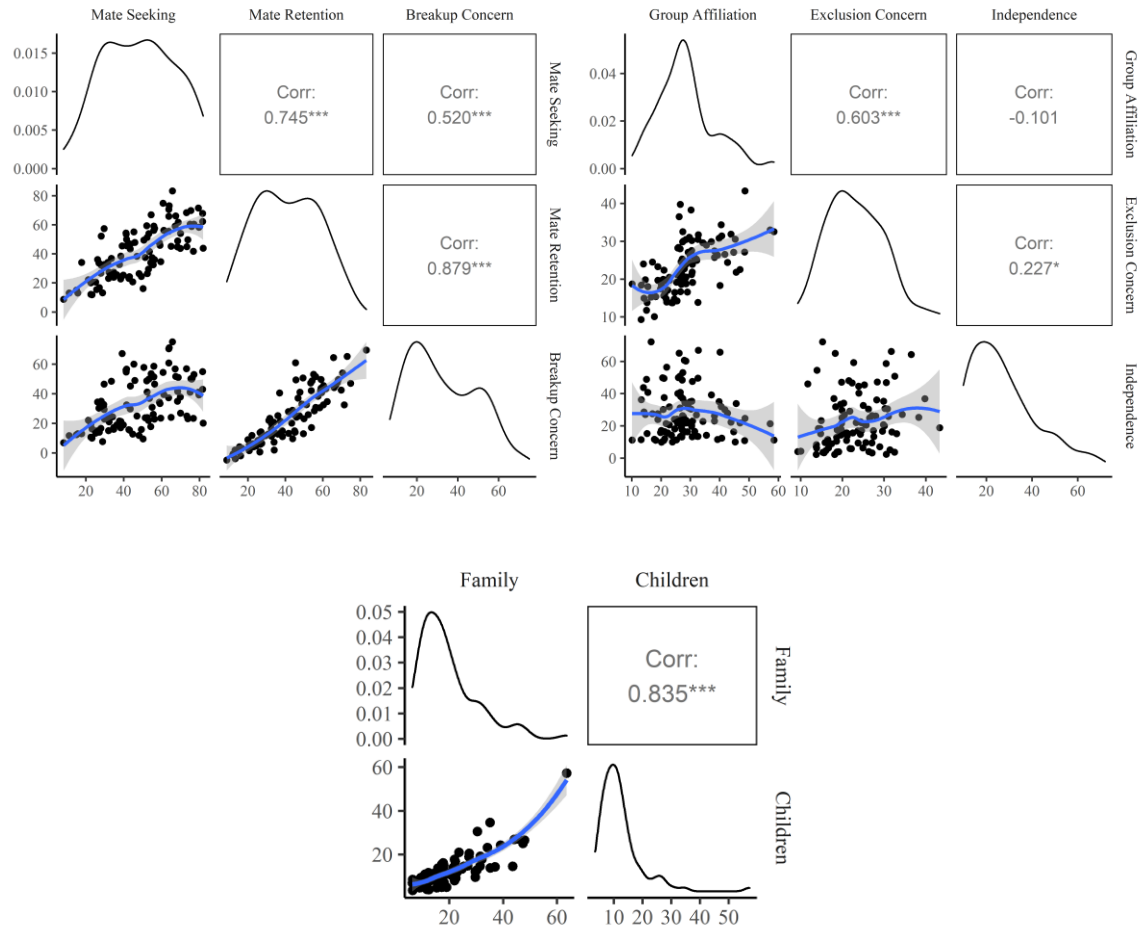 Mate Seeking Mate Retention Breakup Concern
0.015
0.010
0.005
0.000
Corr:
0.745***
Corr:
0.520***
Mate Seeking
80
60
40
20
0
Corr:
0.879***
Mate Retention
60
40
20
0
Breakup Concern
20 40 60 80 20 40 60 80 20 40 60
Group Affiliation Exclusion Concern Independence
0.04
0.02
0.00
Corr:
0.603***
Corr:
-0.101
Group Affiliation
40
30
20
10
Corr:
0.227*
Exclusion Concern
60
40
20
0
Independence
10 20 30 40 50 60 10 20 30 40 20 40 60
Family Children
0.05
0.04
0.03
0.02
0.01
0.00
Corr:
0.835***
Family
60
40
20
Children
20 40 60 10 20 30 40 50